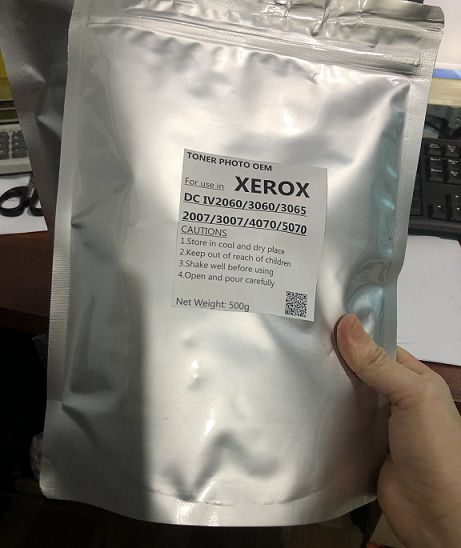 TONER PHOTO OEM
For use in XEROX
DC IV2060/3060/3065
2007/3007/4070/5070
CAUTIONS
1.Store in cool and dry place
2.Keep out of reach of children
3.Shake well before using
4.Open and pour carefully
Net Weight: 500g